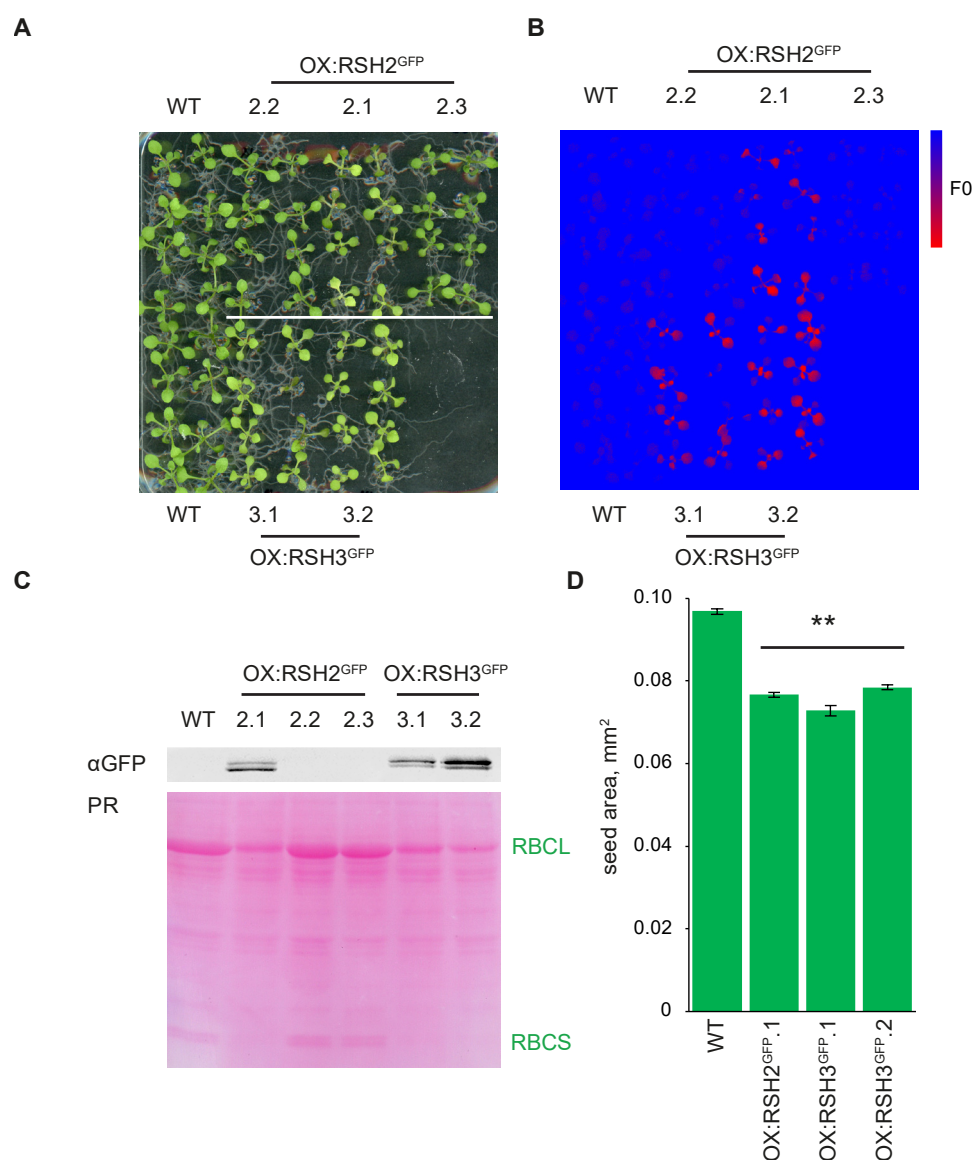 A
OX:RSH2GFP
WT 2.2 2.1 2.3
WT 3.1 3.2
OX:RSH3GFP
B
OX:RSH2GFP
WT 2.2 2.1 2.3
F0
WT 3.1 3.2
OX:RSH3GFP
C
OX:RSH2GFP OX:RSH3GFP
WT 2.1 2.2 2.3 3.1 3.2
αGFP
PR
RBCL
RBCS
D
0.10
0.08
0.06
0.04
0.02
0
seed area, mm2
**
WT
OX:RSH2GFP.1
OX:RSH3GFP.1
OX:RSH3GFP.2